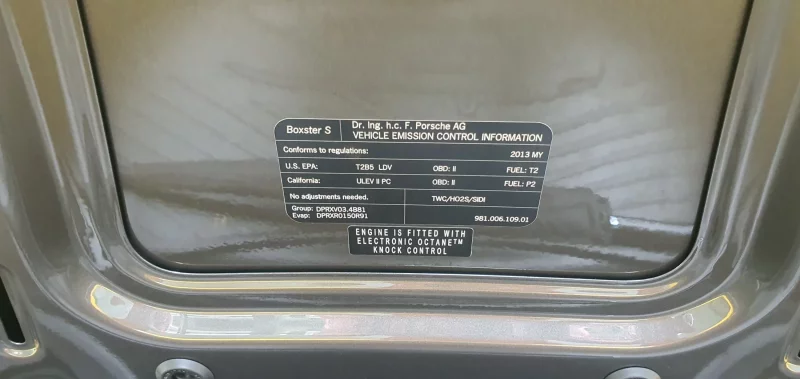 Boxster S
Dr. Ing. h.c. F. Porsche AG
VEHICLE EMISSION CONTROL INFORMATION
Conforms to regulations: 2013 MY
U.S. EPA: T2B5 LDV OBD: II FUEL: T2
California: ULEV II PC OBD: II FUEL: P2
No adjustments needed. TWC/HO2S/SIDI
Group: DPRXV03.4B81
Evap: DPRXR0150R91
981.006.109.01
ENGINE IS FITTED WITH
ELECTRONIC OCTANE™
KNOCK CONTROL